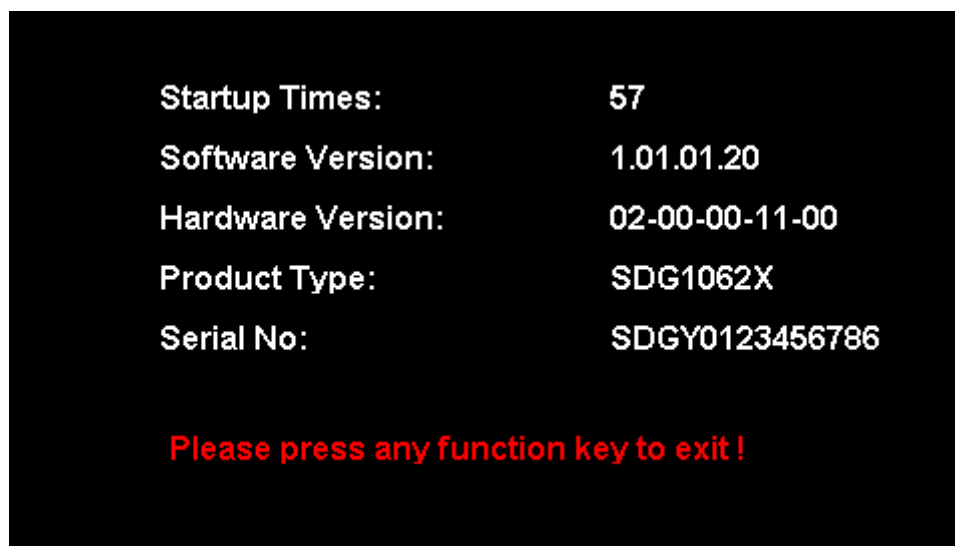 Startup Times: 57
Software Version: 1.01.01.20
Hardware Version: 02-00-00-11-00
Product Type: SDG1062X
Serial No: SDGY0123456786
Please press any function key to exit !